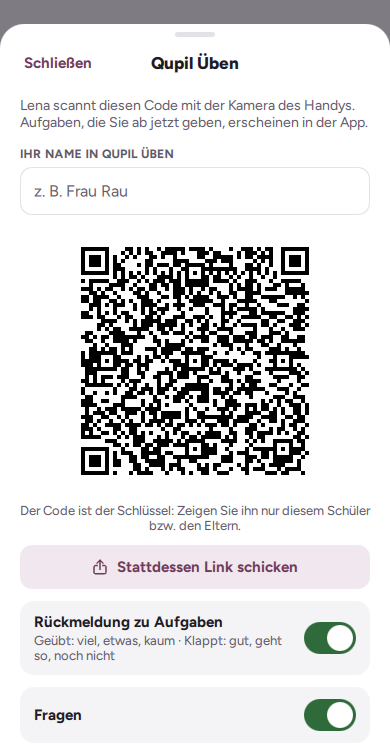 Schließen
Qupil Üben
Lena scannt diesen Code mit der Kamera des Handys.
Aufgaben, die Sie ab jetzt geben, erscheinen in der App.
IHR NAME IN QUPIL ÜBEN
z. B. Frau Rau
Der Code ist der Schlüssel: Zeigen Sie ihn nur diesem Schüler
bzw. den Eltern.
Stattdessen Link schicken
Rückmeldung zu Aufgaben
Geübt: viel, etwas, kaum · Klappt: gut, geht
so, noch nicht
Fragen